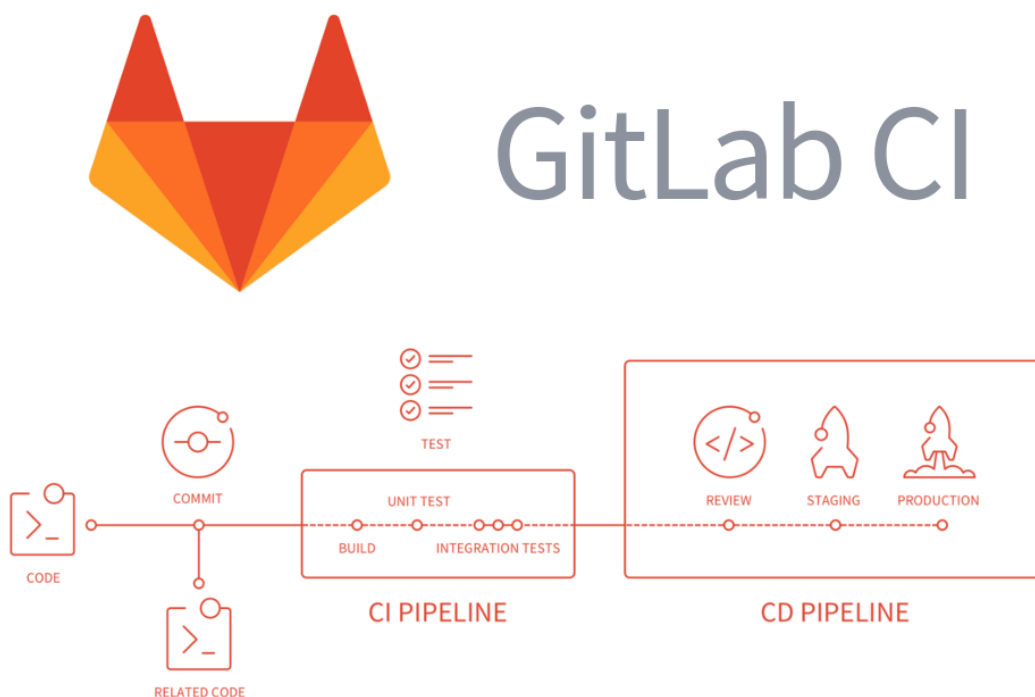 GitLab CI
TEST
COMMIT
UNIT TEST
REVIEW
STAGING
PRODUCTION
BUILD
INTEGRATION TESTS
CODE
CI PIPELINE
CD PIPELINE
RELATED CODE